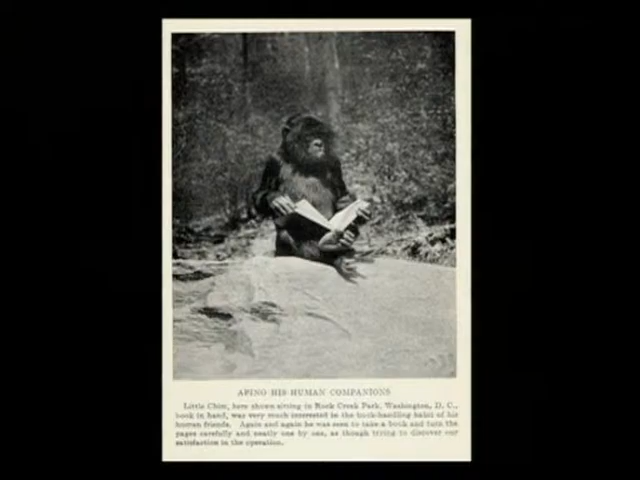 APING HIS HUMAN COMPANIONS
Little Chim, here shown sitting in Rock Creek Park, Washington, D. C.,
book in hand, was very much interested in the book-handling habit of his
human friends. Again and again he was seen to take a book and turn the
pages carefully and neatly one by one, as though trying to discover our
satisfaction in the operation.